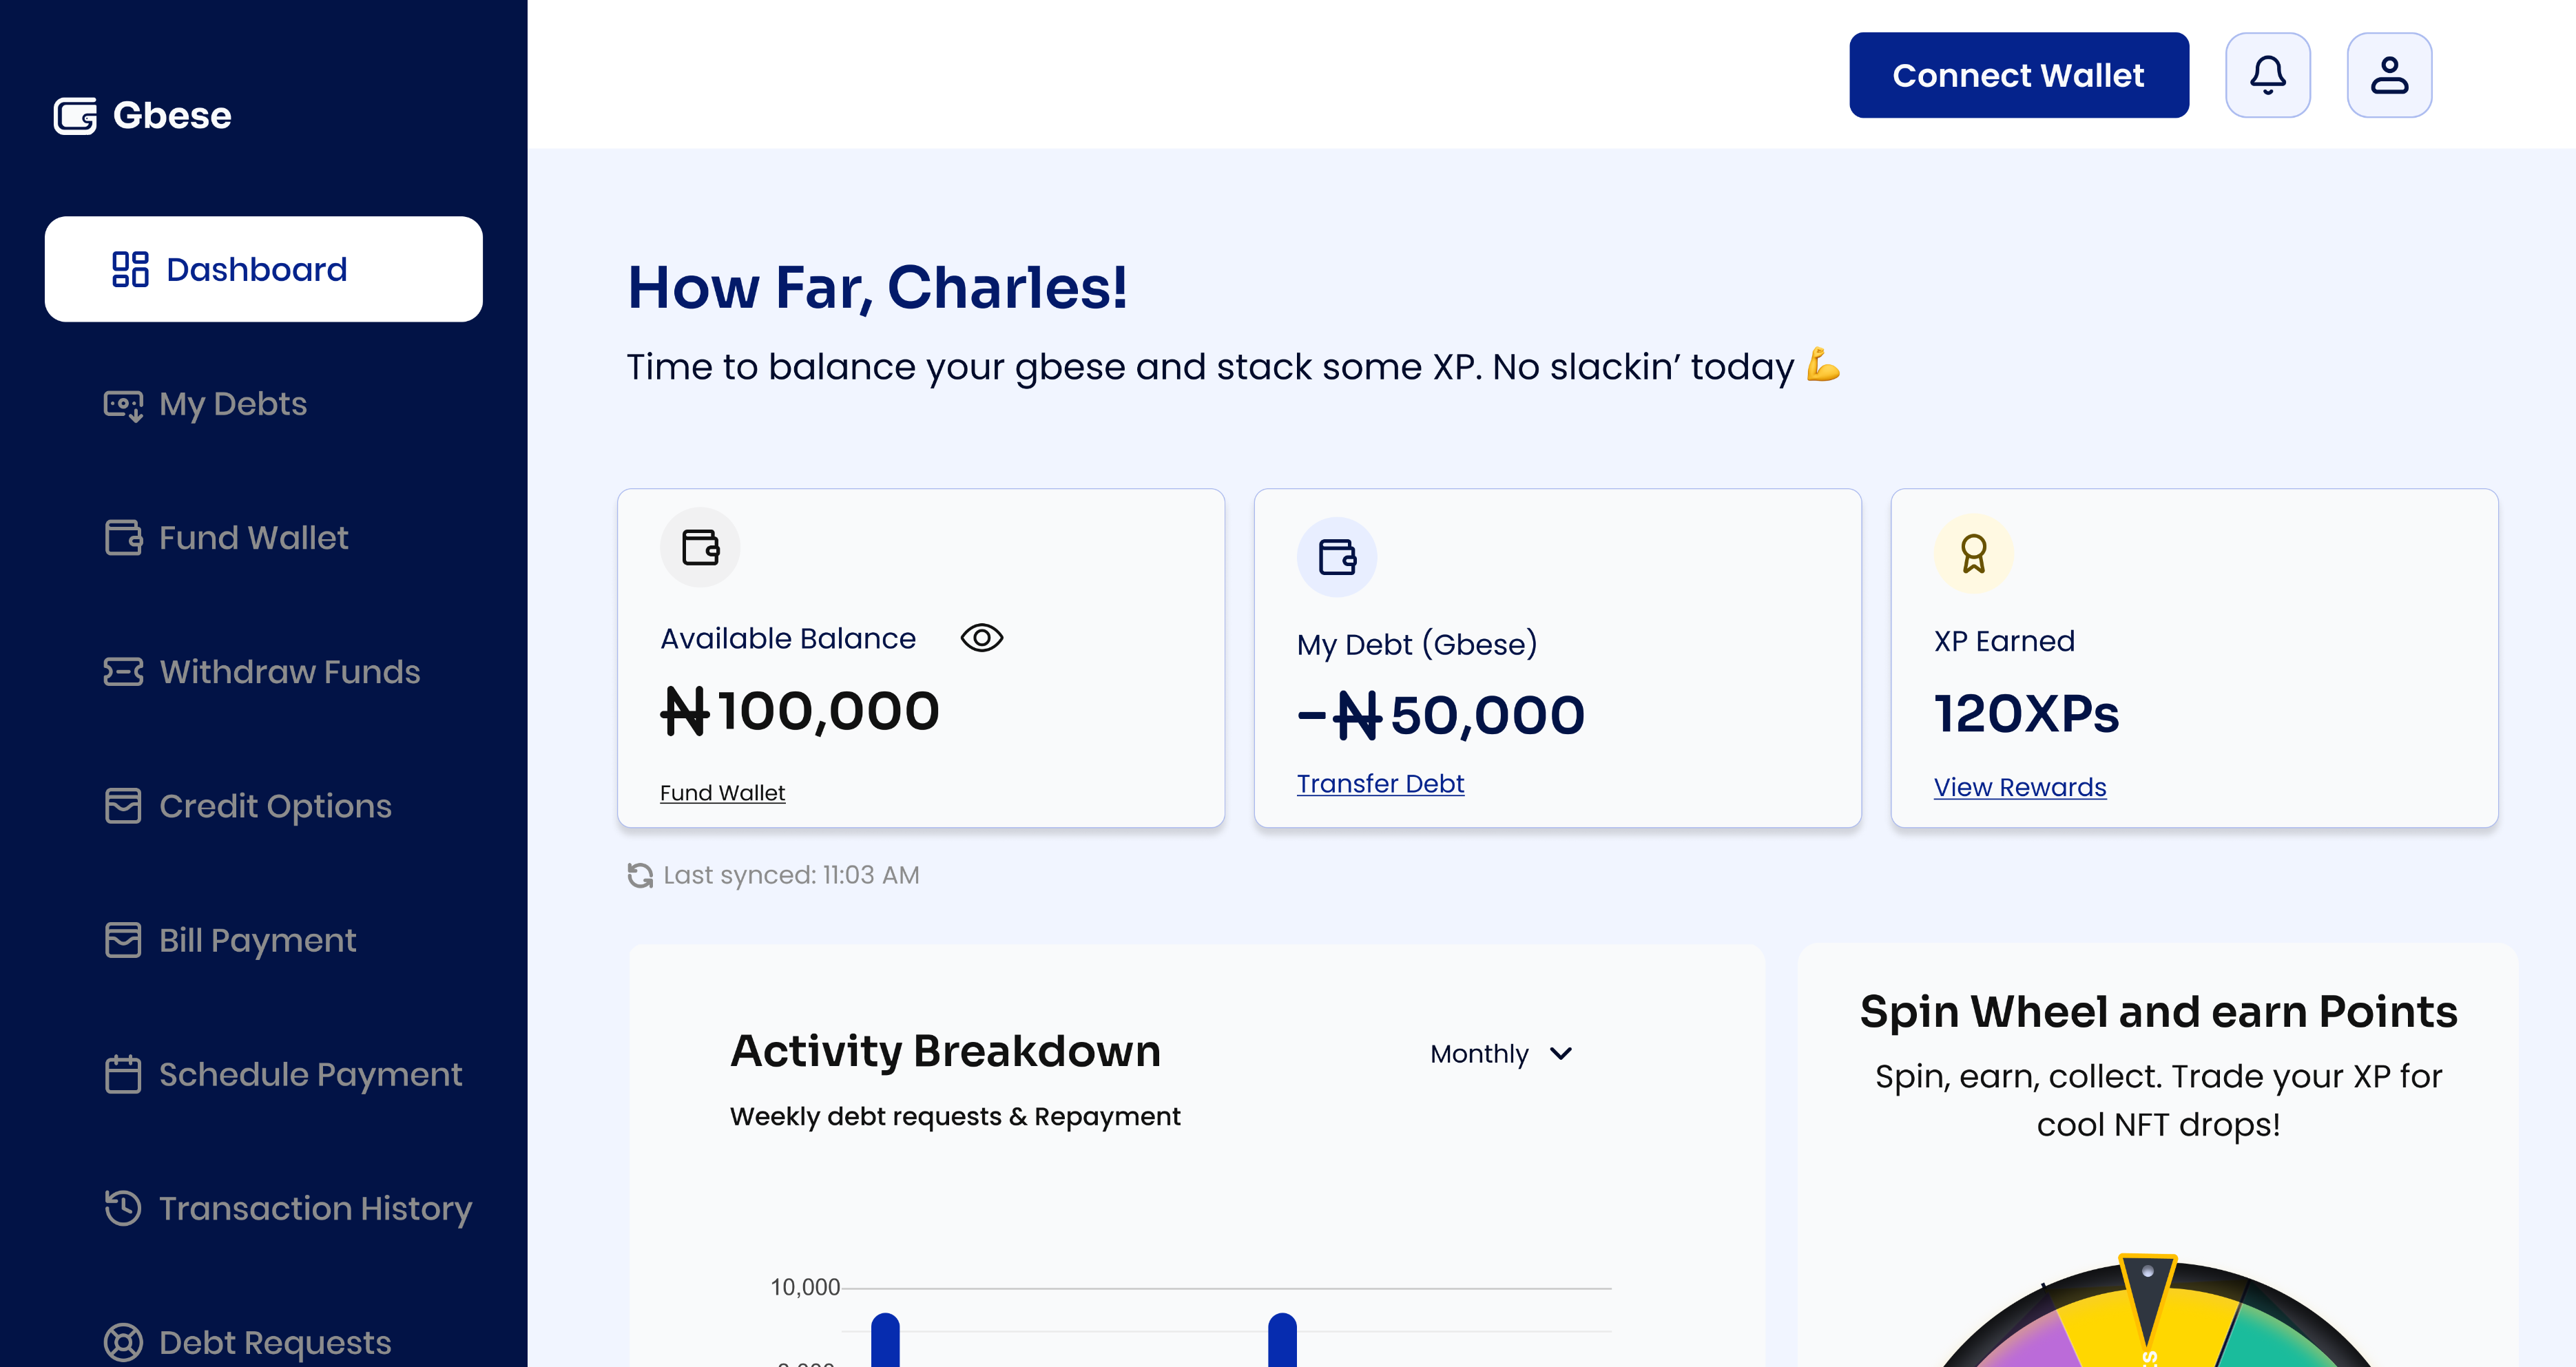 Gbese
Dashboard
My Debts
Fund Wallet
Withdraw Funds
Credit Options
Bill Payment
Schedule Payment
Transaction History
Debt Requests
Connect Wallet
How Far, Charles!
Time to balance your gbese and stack some XP. No slackin’ today 💪
Available Balance
₦100,000
Fund Wallet
My Debt (Gbese)
-₦50,000
Transfer Debt
XP Earned
120XPs
View Rewards
Last synced: 11:03 AM
Activity Breakdown
Monthly
Weekly debt requests & Repayment
10,000
Spin Wheel and earn Points
Spin, earn, collect. Trade your XP for
cool NFT drops!